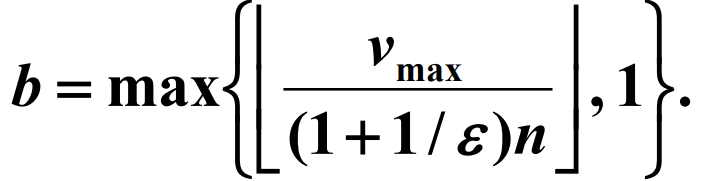 b = max{⌊v_max / ((1 + 1/ε)n)⌋, 1}.